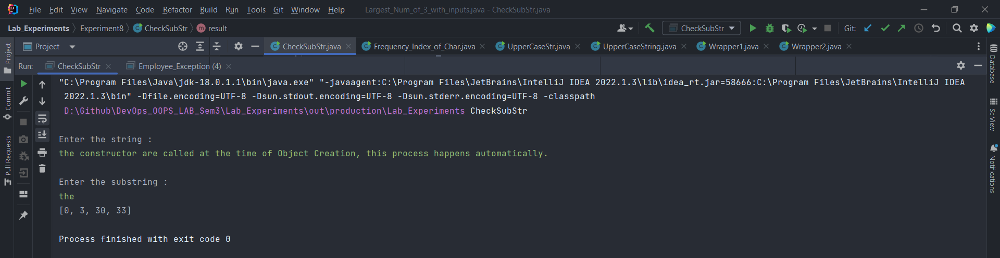 File Edit View Navigate Code Refactor Build Run Tools Git Window Help Largest_Num_of_3_with_inputs.java - CheckSubStr.java
Lab_Experiments Experiment8 CheckSubStr m result CheckSubStr Git:
Project CheckSubStr.java Frequency_Index_of_Char.java UpperCaseStr.java UpperCaseString.java Wrapper1.java Wrapper2.java
Run: CheckSubStr Employee_Exception (4)
"C:\Program Files\Java\jdk-18.0.1.1\bin\java.exe" "-javaagent:C:\Program Files\JetBrains\IntelliJ IDEA 2022.1.3\lib\idea_rt.jar=58666:C:\Program Files\JetBrains\IntelliJ IDEA
2022.1.3\bin" -Dfile.encoding=UTF-8 -Dsun.stdout.encoding=UTF-8 -Dsun.stderr.encoding=UTF-8 -classpath
D:\Github\DevOps_OOPS_LAB_Sem3\Lab_Experiments\out\production\Lab_Experiments CheckSubStr
Enter the string :
the constructor are called at the time of Object Creation, this process happens automatically.
Enter the substring :
the
[0, 3, 30, 33]
Process finished with exit code 0
Project
Commit
Pull Requests
Database
SciView
Notifications